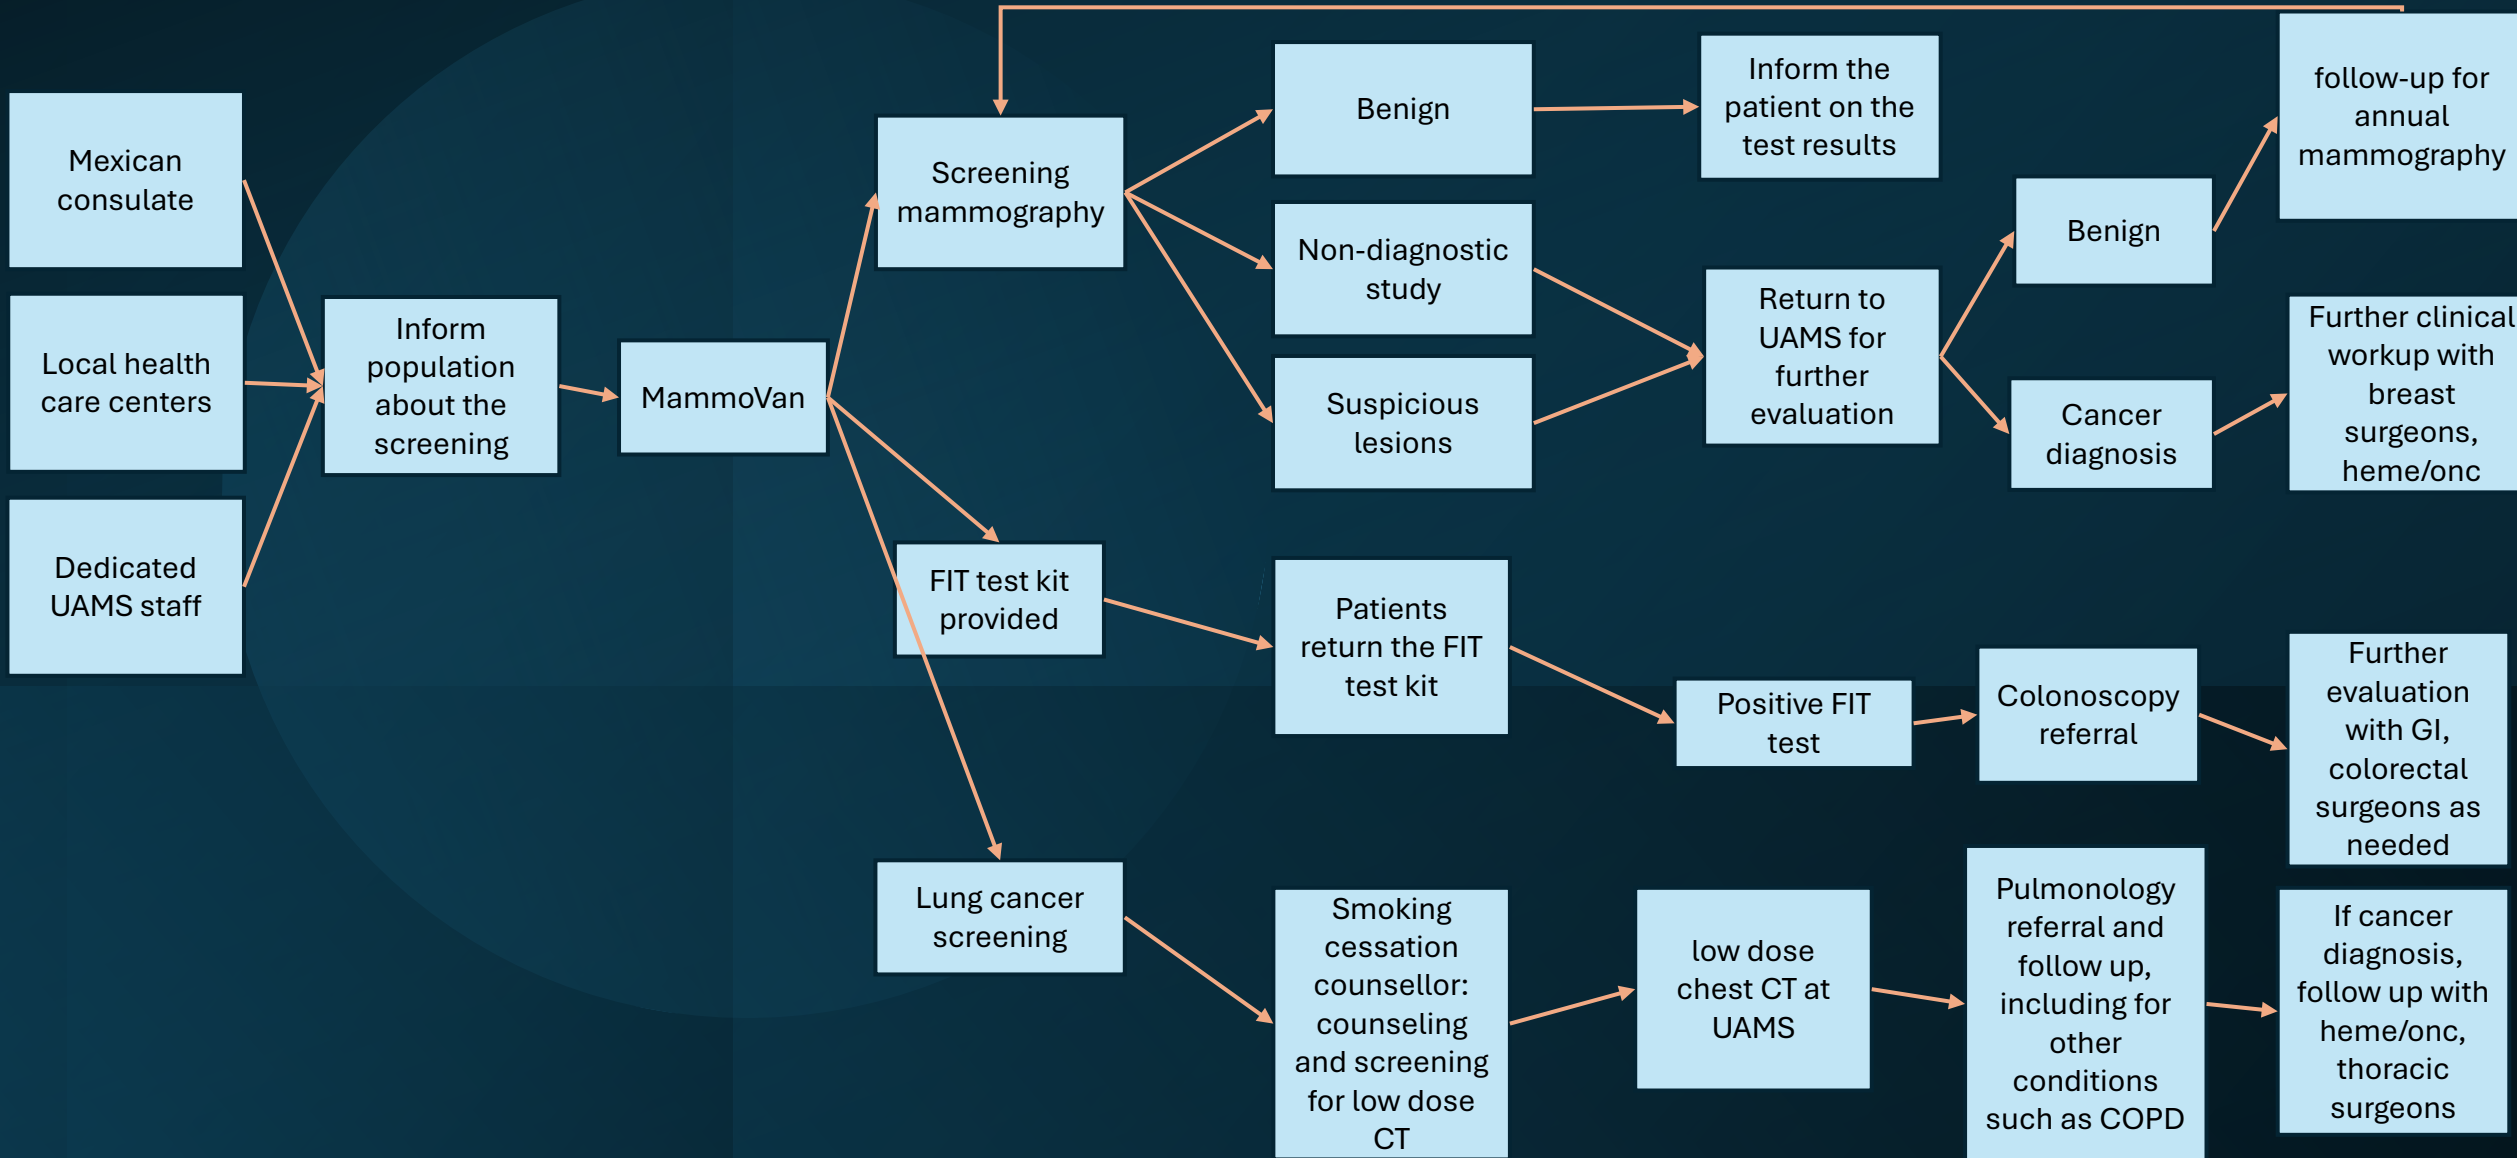 Mexican
consulate
Local health
care centers
Dedicated
UAMS staff
Inform
population
about the
screening
MammoVan
Screening
mammography
Benign
Inform the
patient on the
test results
Non-diagnostic
study
Suspicious
lesions
Return to
UAMS for
further
evaluation
Benign
follow-up for
annual
mammography
Cancer
diagnosis
Further clinical
workup with
breast
surgeons,
heme/onc
FIT test kit
provided
Patients
return the FIT
test kit
Positive FIT
test
Colonoscopy
referral
Further
evaluation
with GI,
colorectal
surgeons as
needed
Lung cancer
screening
Smoking
cessation
counsellor:
counseling
and screening
for low dose
CT
low dose
chest CT at
UAMS
Pulmonology
referral and
follow up,
including for
other
conditions
such as COPD
If cancer
diagnosis,
follow up with
heme/onc,
thoracic
surgeons